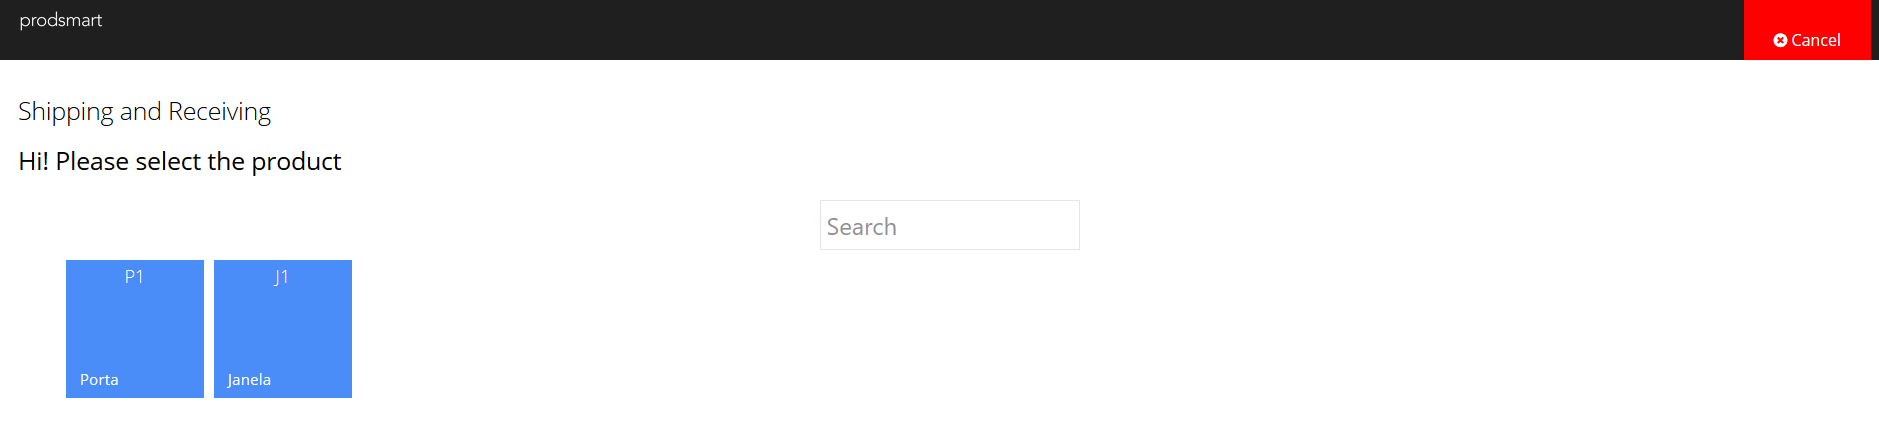 prodsmart
Cancel
Shipping and Receiving
Hi! Please select the product
Search
P1
J1
Porta
Janela